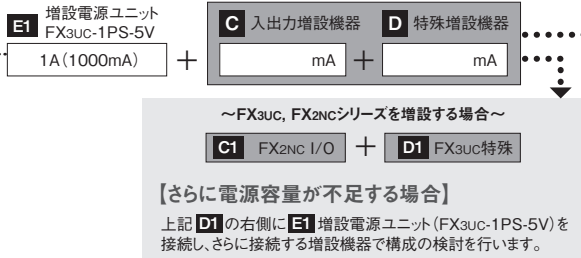 E1 増設電源ユニット
FX3UC-1PS-5V
1A(1000mA)
+
C 入出力増設機器
mA
+
D 特殊増設機器
mA
～FX3UC, FX2NCシリーズを増設する場合～
C1 FX2NC I/O + D1 FX3UC特殊
【さらに電源容量が不足する場合】
上記 D1 の右側に E1 増設電源ユニット(FX3UC-1PS-5V)を
接続し、さらに接続する増設機器で構成の検討を行います。